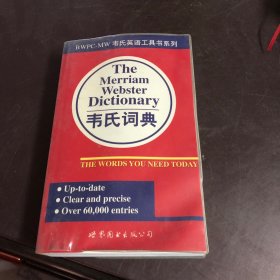 BWPC-MW 韦氏英语工具书系列
The
Merriam
Webster
Dictionary
韦氏词典
THE WORDS YOU NEED TODAY
• Up-to-date
• Clear and precise
• Over 60,000 entries
世界图书出版公司